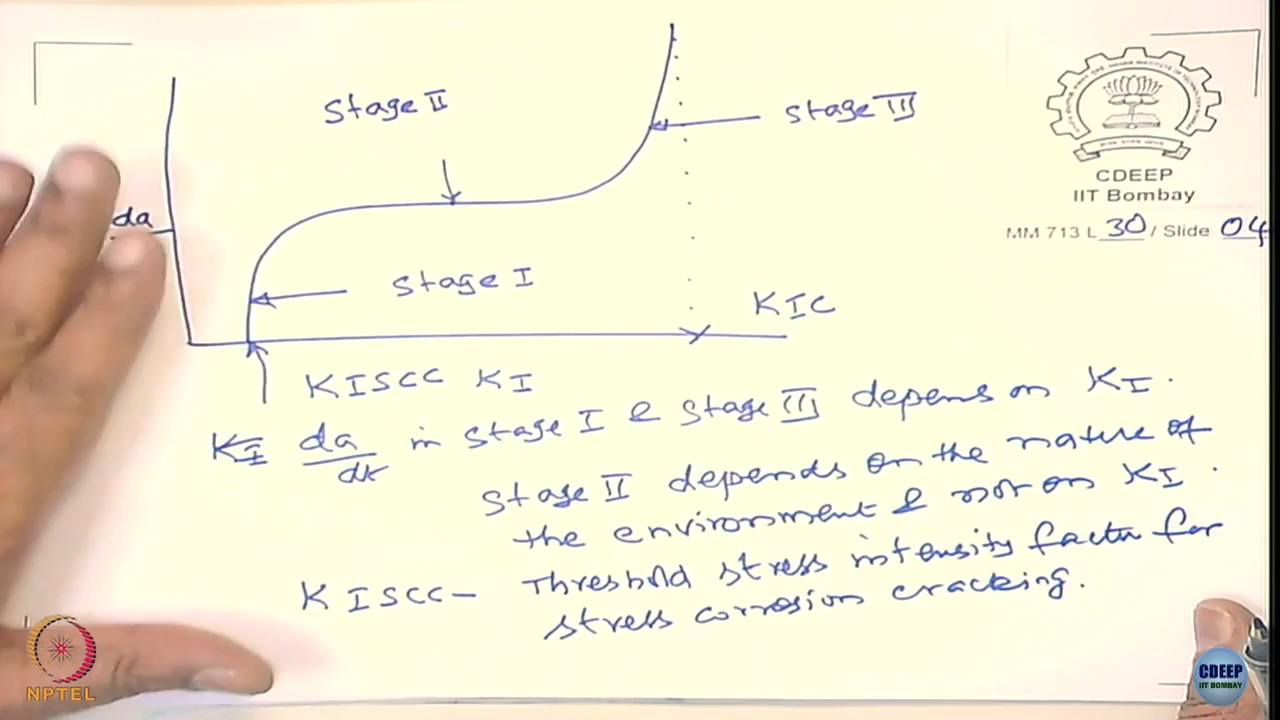 Stage II
Stage III
CDEEP
IIT Bombay
MM 713 L 30 / Slide 04
da
Stage I
KIC
KISCC KI
KI da/dt in stage I & stage III depens on KI.
Stage II depends on the nature of
the environment & not on KI.
KISCC - Threshold stress intensity factor for
stress corrosion cracking.
NPTEL
CDEEP
IIT BOMBAY